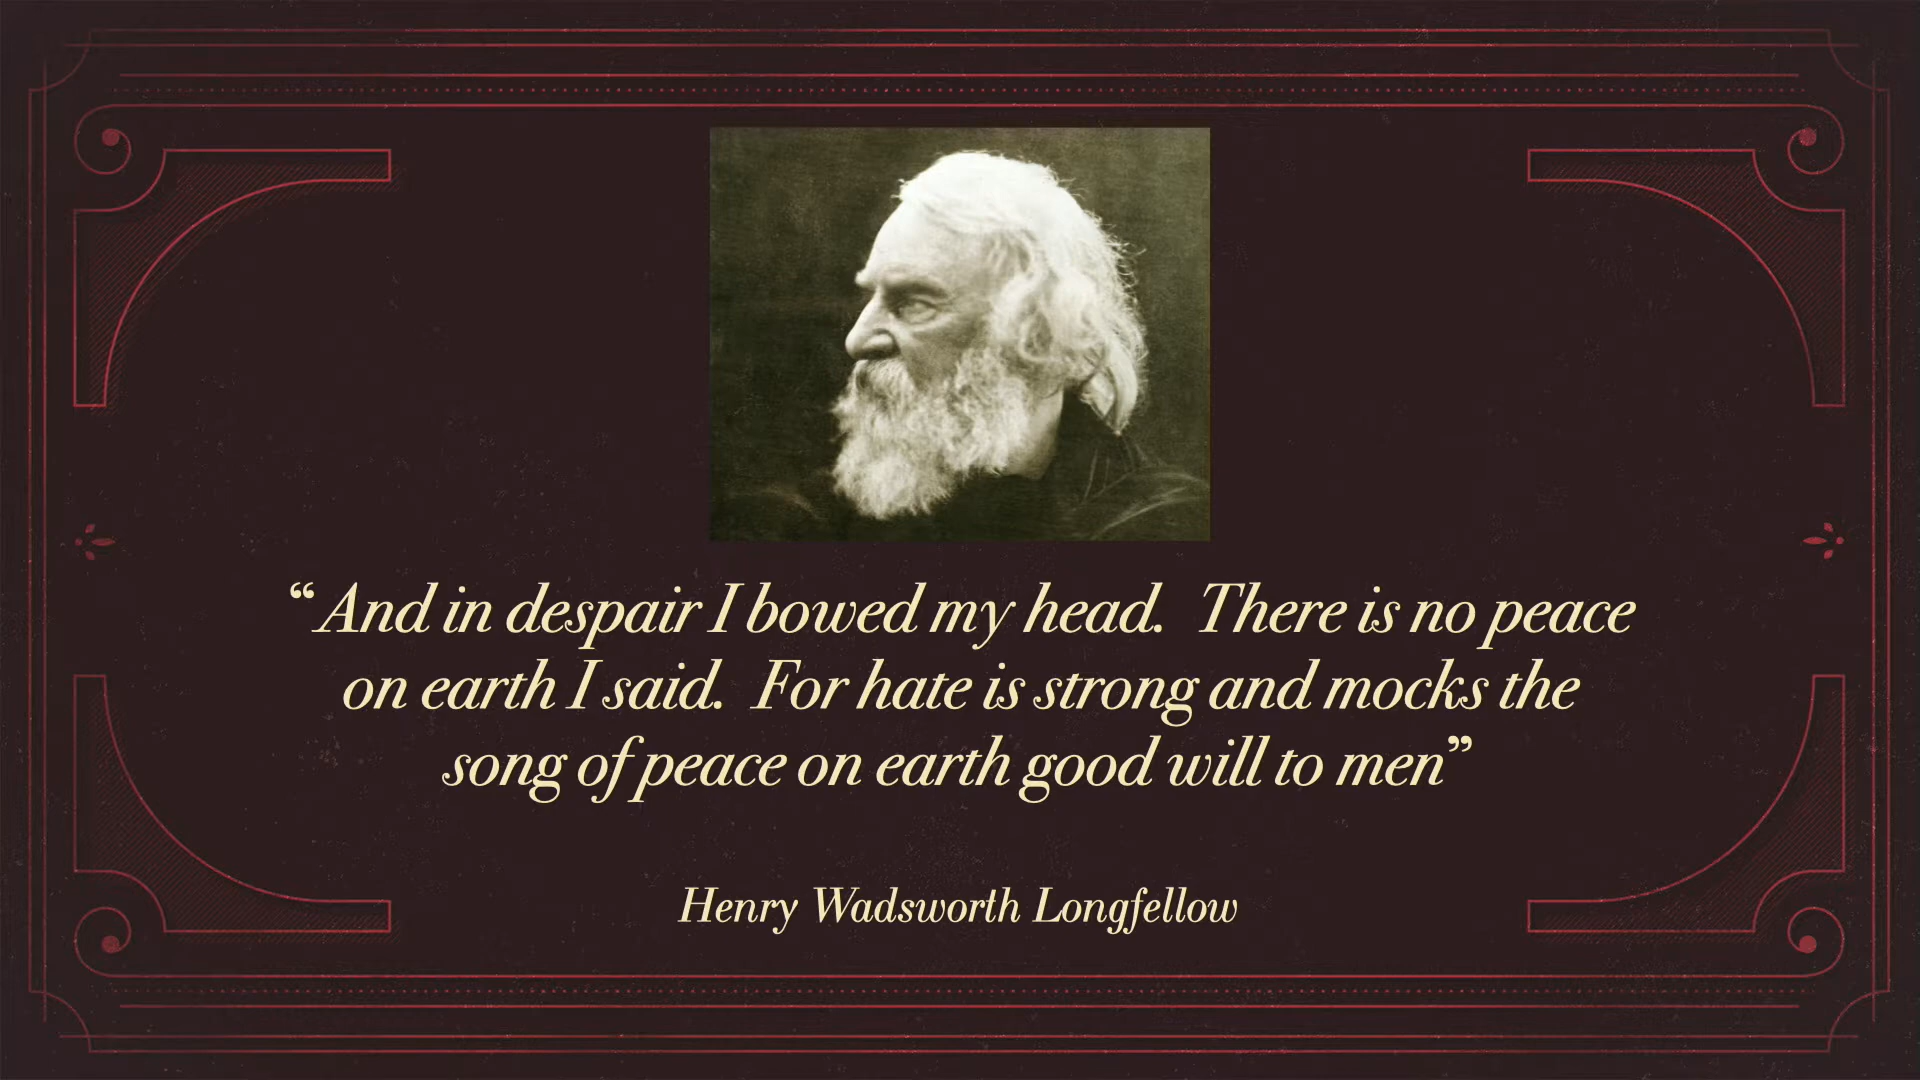 “And in despair I bowed my head.  There is no peace
on earth I said.  For hate is strong and mocks the
song of peace on earth good will to men”
Henry Wadsworth Longfellow